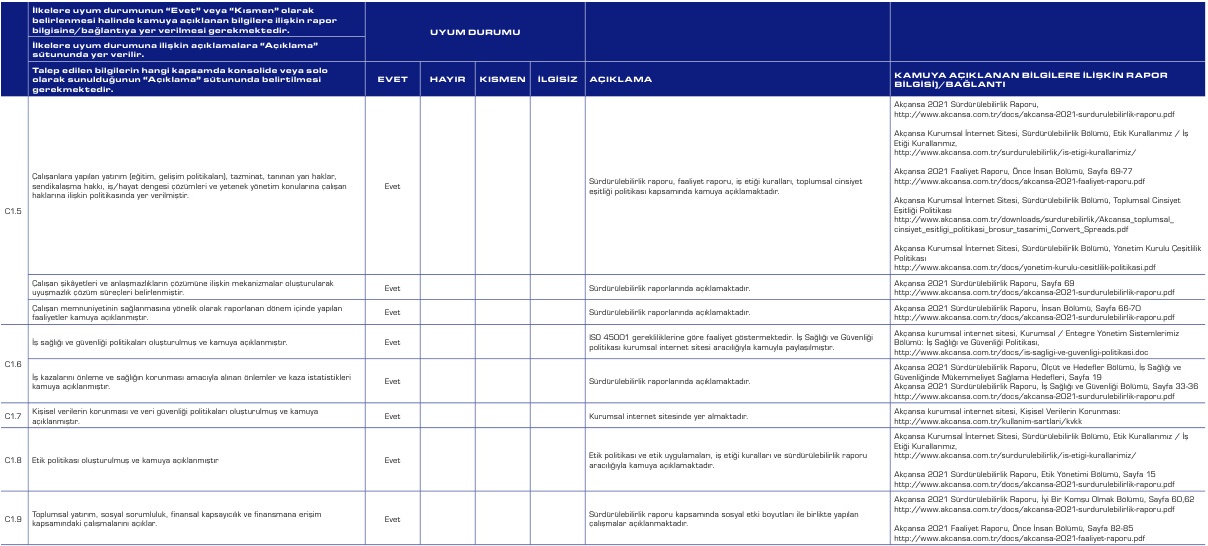 İlkelere uyum durumunun “Evet” veya “Kısmen” olarak
belirlenmesi halinde kamuya açıklanan bilgilere ilişkin rapor
bilgisine/bağlantıya yer verilmesi gerekmektedir.
İlkelere uyum durumuna ilişkin açıklamalara “Açıklama”
sütununda yer verilir.
Talep edilen bilgilerin hangi kapsamda konsolide veya solo
olarak sunulduğunun “Açıklama” sütununda belirtilmesi
gerekmektedir.
UYUM DURUMU
EVET
HAYIR
KISMEN
İLGİSİZ
AÇIKLAMA
KAMUYA AÇIKLANAN BİLGİLERE İLİŞKİN RAPOR
BİLGİSİ)/BAĞLANTI
C1.5
Çalışanlara yapılan yatırım (eğitim, gelişim politikaları), tazminat, tanınan yan haklar,
sendikalaşma hakkı, iş/hayat dengesi çözümleri ve yetenek yönetim konularına çalışan
haklarına ilişkin politikasında yer verilmiştir.
Evet
Sürdürülebilirlik raporu, faaliyet raporu, iş etiği kuralları, toplumsal cinsiyet
eşitliği politikası kapsamında kamuya açıklamaktadır.
Akçansa 2021 Sürdürülebilirlik Raporu,
http://www.akcansa.com.tr/docs/akcansa-2021-surdurulebilirlik-raporu.pdf
Akçansa Kurumsal İnternet Sitesi, Sürdürülebilirlik Bölümü, Etik Kurallarımız / İş
Etiği Kurallarımız,
http://www.akcansa.com.tr/surdurulebilirlik/is-etigi-kurallarimiz/
Akçansa 2021 Faaliyet Raporu, Önce İnsan Bölümü, Sayfa 69-77
http://www.akcansa.com.tr/docs/akcansa-2021-faaliyet-raporu.pdf
Akçansa Kurumsal İnternet Sitesi, Sürdürülebilirlik Bölümü, Toplumsal Cinsiyet
Eşitliği Politikası
http://www.akcansa.com.tr/downloads/surdurebilirlik/Akcansa_toplumsal_
cinsiyet_esitligi_politikasi_brosur_tasarimi_Convert_Spreads.pdf
Akçansa Kurumsal İnternet Sitesi, Sürdürülebilirlik Bölümü, Yönetim Kurulu Çeşitlilik
Politikası
http://www.akcansa.com.tr/docs/yonetim-kurulu-cesitlilik-politikasi.pdf
Çalışan şikâyetleri ve anlaşmazlıkların çözümüne ilişkin mekanizmalar oluşturularak
uyuşmazlık çözüm süreçleri belirlenmiştir.
Evet
Sürdürülebilirlik raporlarında açıklamaktadır.
Akçansa 2021 Sürdürülebilirlik Raporu, Sayfa 69
http://www.akcansa.com.tr/docs/akcansa-2021-surdurulebilirlik-raporu.pdf
Çalışan memnuniyetinin sağlanmasına yönelik olarak raporlanan dönem içinde yapılan
faaliyetler kamuya açıklanmıştır.
Evet
Sürdürülebilirlik raporlarında açıklamaktadır.
Akçansa 2021 Sürdürülebilirlik Raporu, İnsan Bölümü, Sayfa 66-70
http://www.akcansa.com.tr/docs/akcansa-2021-surdurulebilirlik-raporu.pdf
C1.6
İş sağlığı ve güvenliği politikaları oluşturulmuş ve kamuya açıklanmıştır.
Evet
ISO 45001 gerekliliklerine göre faaliyet göstermektedir. İş Sağlığı ve Güvenliği
politikası kurumsal internet sitesi aracılığıyla kamuyla paylaşılmıştır.
Akçansa kurumsal internet sitesi, Kurumsal / Entegre Yönetim Sistemlerimiz
Bölümü: İş Sağlığı ve Güvenliği Politikası,
http://www.akcansa.com.tr/docs/is-sagligi-ve-guvenligi-politikasi.doc
İş kazalarını önleme ve sağlığın korunması amacıyla alınan önlemler ve kaza istatistikleri
kamuya açıklanmıştır.
Evet
Sürdürülebilirlik raporlarında açıklamaktadır.
Akçansa 2021 Sürdürülebilirlik Raporu, Ölçüt ve Hedefler Bölümü, İş Sağlığı ve
Güvenliğinde Mükemmeliyet Sağlama Hedefleri, Sayfa 19
Akçansa 2021 Sürdürülebilirlik Raporu, İş Sağlığı ve Güvenliği Bölümü, Sayfa 33-36
http://www.akcansa.com.tr/docs/akcansa-2021-surdurulebilirlik-raporu.pdf
C1.7
Kişisel verilerin korunması ve veri güvenliği politikaları oluşturulmuş ve kamuya
açıklanmıştır.
Evet
Kurumsal internet sitesinde yer almaktadır.
Akçansa kurumsal internet sitesi, Kişisel Verilerin Korunması:
http://www.akcansa.com.tr/kullanim-sartlari/kvkk
C1.8
Etik politikası oluşturulmuş ve kamuya açıklanmıştır
Evet
Etik politikası ve etik uygulamaları, iş etiği kuralları ve sürdürülebilirlik raporu
aracılığıyla kamuya açıklamaktadır.
Akçansa Kurumsal İnternet Sitesi, Sürdürülebilirlik Bölümü, Etik Kurallarımız / İş
Etiği Kurallarımız,
http://www.akcansa.com.tr/surdurulebilirlik/is-etigi-kurallarimiz/
Akçansa 2021 Sürdürülebilirlik Raporu, Etik Yönetimi Bölümü, Sayfa 15
http://www.akcansa.com.tr/docs/akcansa-2021-surdurulebilirlik-raporu.pdf
C1.9
Toplumsal yatırım, sosyal sorumluluk, finansal kapsayıcılık ve finansmana erişim
kapsamındaki çalışmalarını açıklar.
Evet
Sürdürülebilirlik raporu kapsamında sosyal etki boyutları ile birlikte yapılan
çalışmalar açıklanmaktadır.
Akçansa 2021 Sürdürülebilirlik Raporu, İyi Bir Komşu Olmak Bölümü, Sayfa 60,62
http://www.akcansa.com.tr/docs/akcansa-2021-surdurulebilirlik-raporu.pdf
Akçansa 2021 Faaliyet Raporu, Önce İnsan Bölümü, Sayfa 82-85
http://www.akcansa.com.tr/docs/akcansa-2021-faaliyet-raporu.pdf